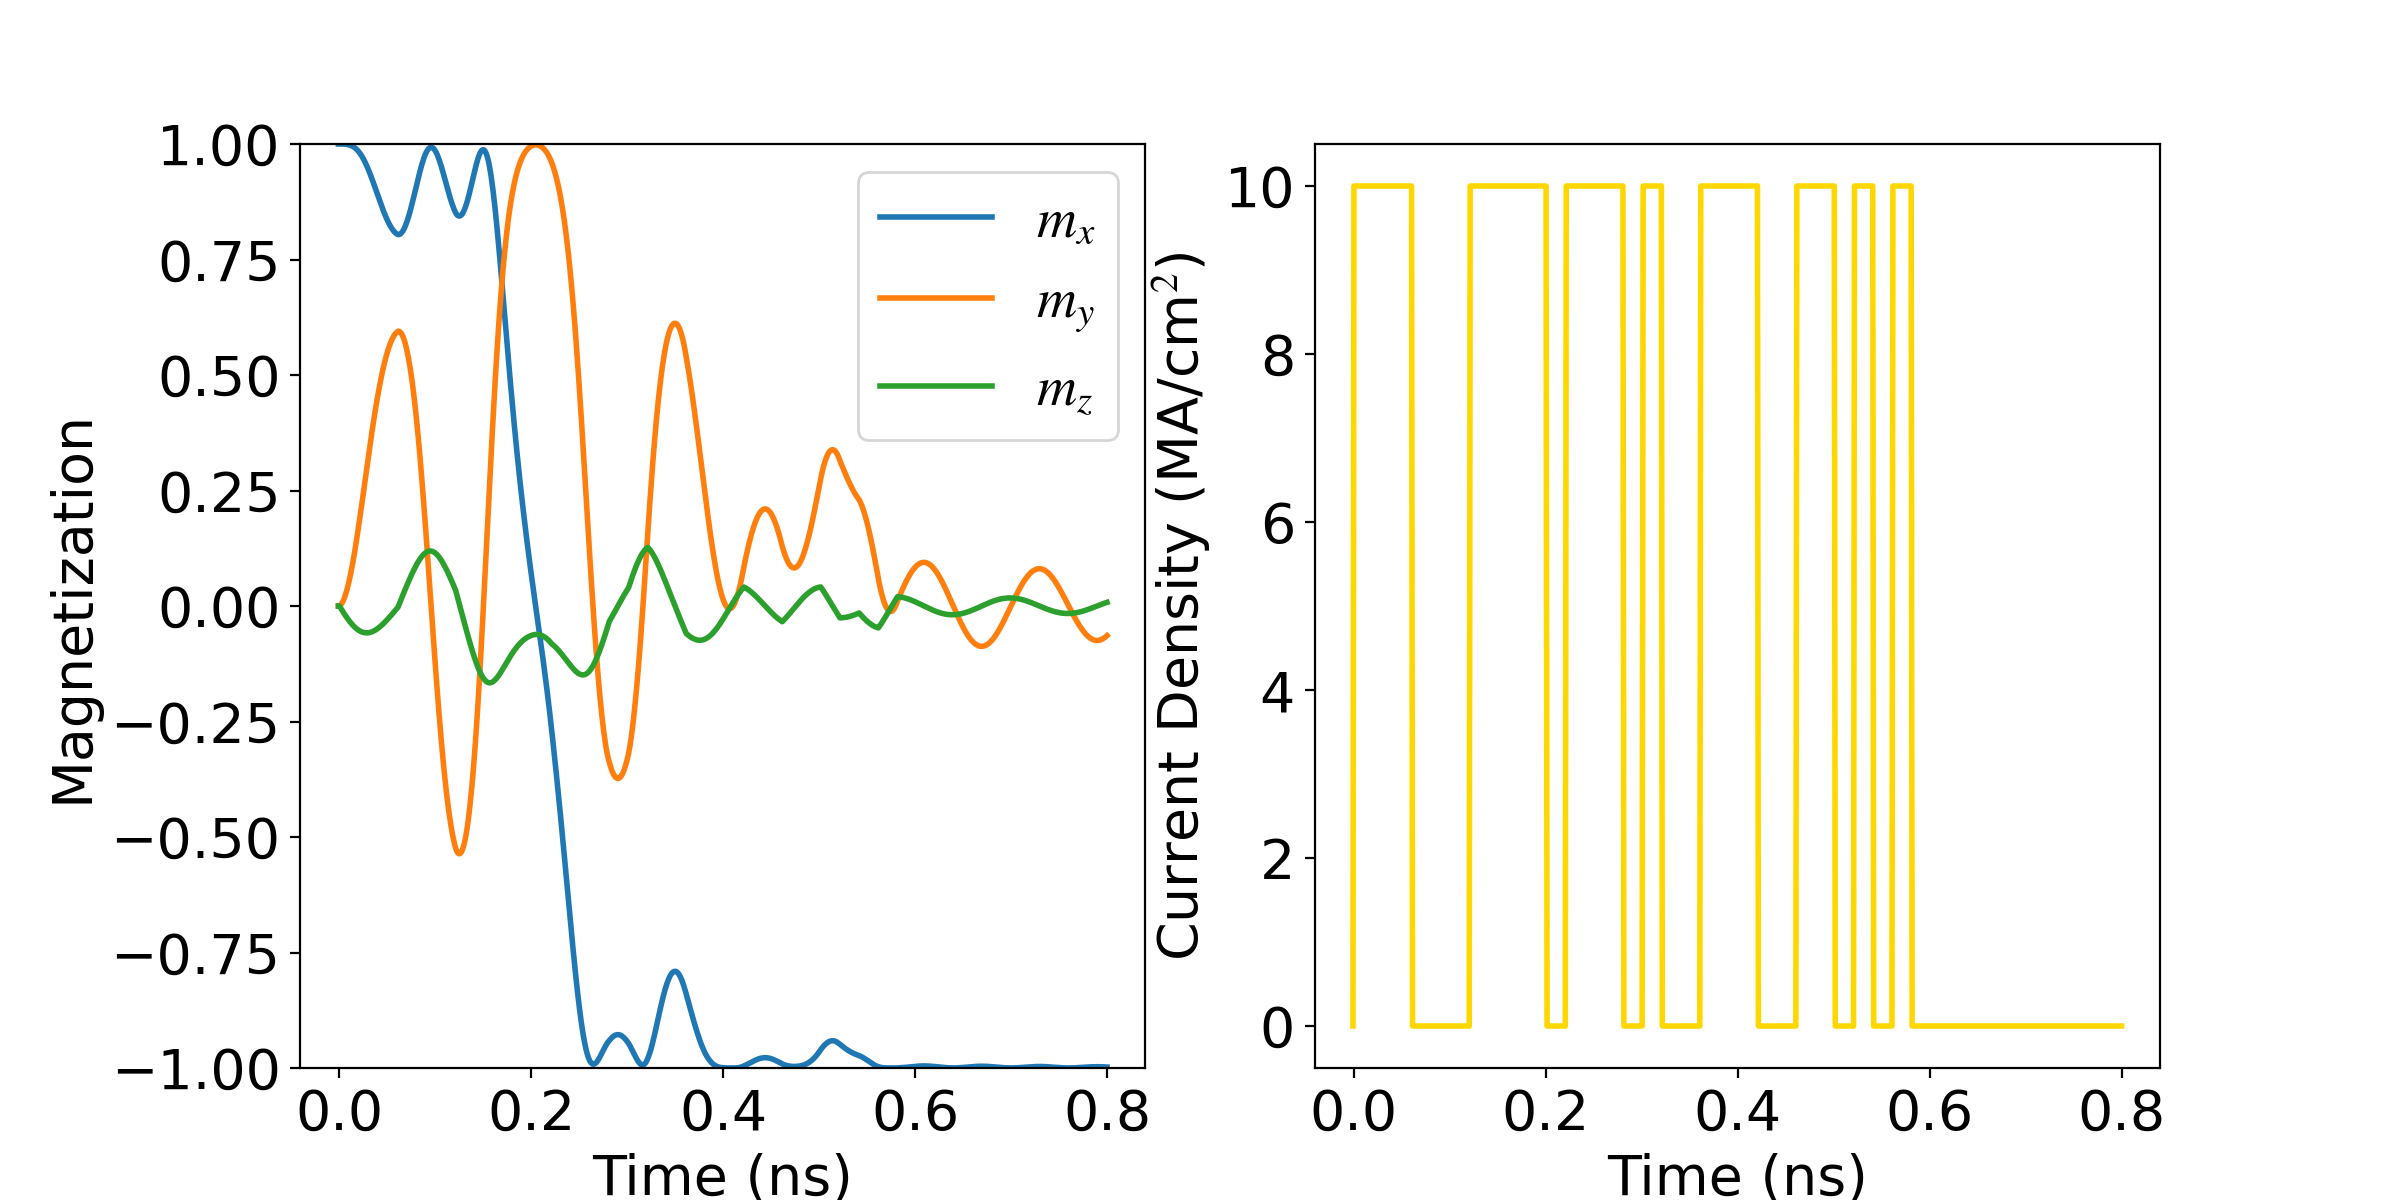 1.00
0.75
0.50
0.25
0.00
−0.25
−0.50
−0.75
−1.00
Magnetization
0.0 0.2 0.4 0.6 0.8
Time (ns)
m_x
m_y
m_z
10
8
6
4
2
0
Current Density (MA/cm²)
0.0 0.2 0.4 0.6 0.8
Time (ns)